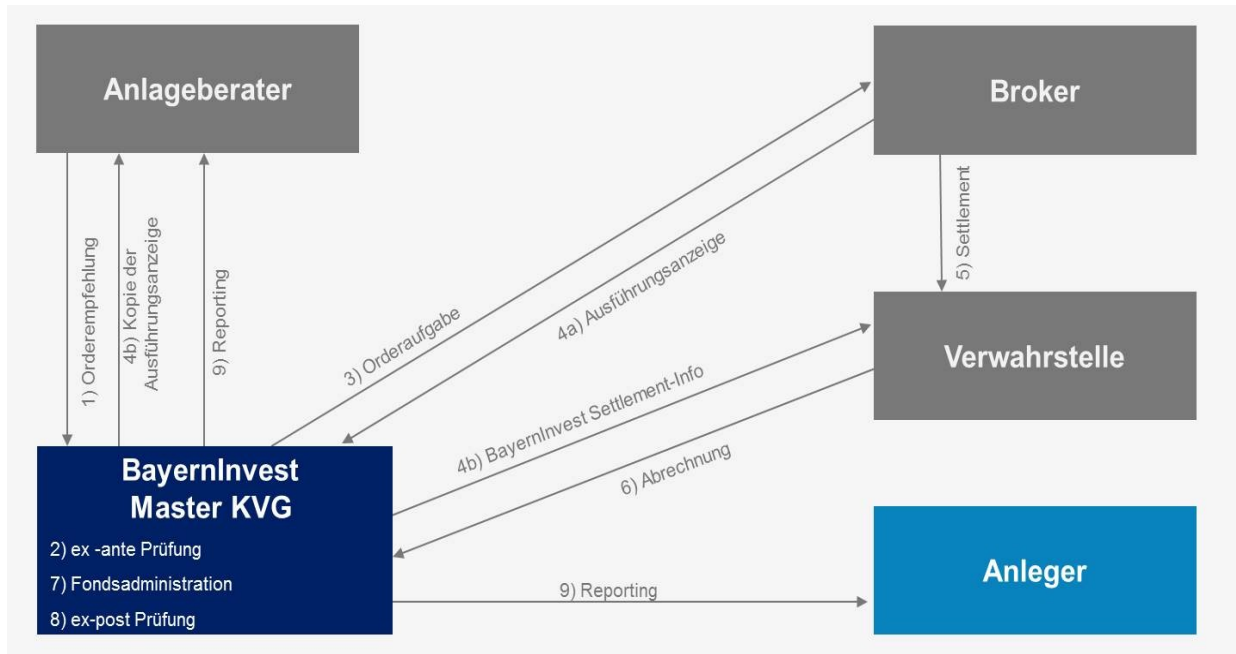 Anlageberater
Broker
1) Orderempfehlung
4b) Kopie der
Ausführungsanzeige
9) Reporting
3) Orderaufgabe
4a) Ausführungsanzeige
5) Settlement
Verwahrstelle
4b) BayernInvest Settlement-Info
6) Abrechnung
BayernInvest
Master KVG
2) ex -ante Prüfung
7) Fondsadministration
8) ex-post Prüfung
9) Reporting
Anleger